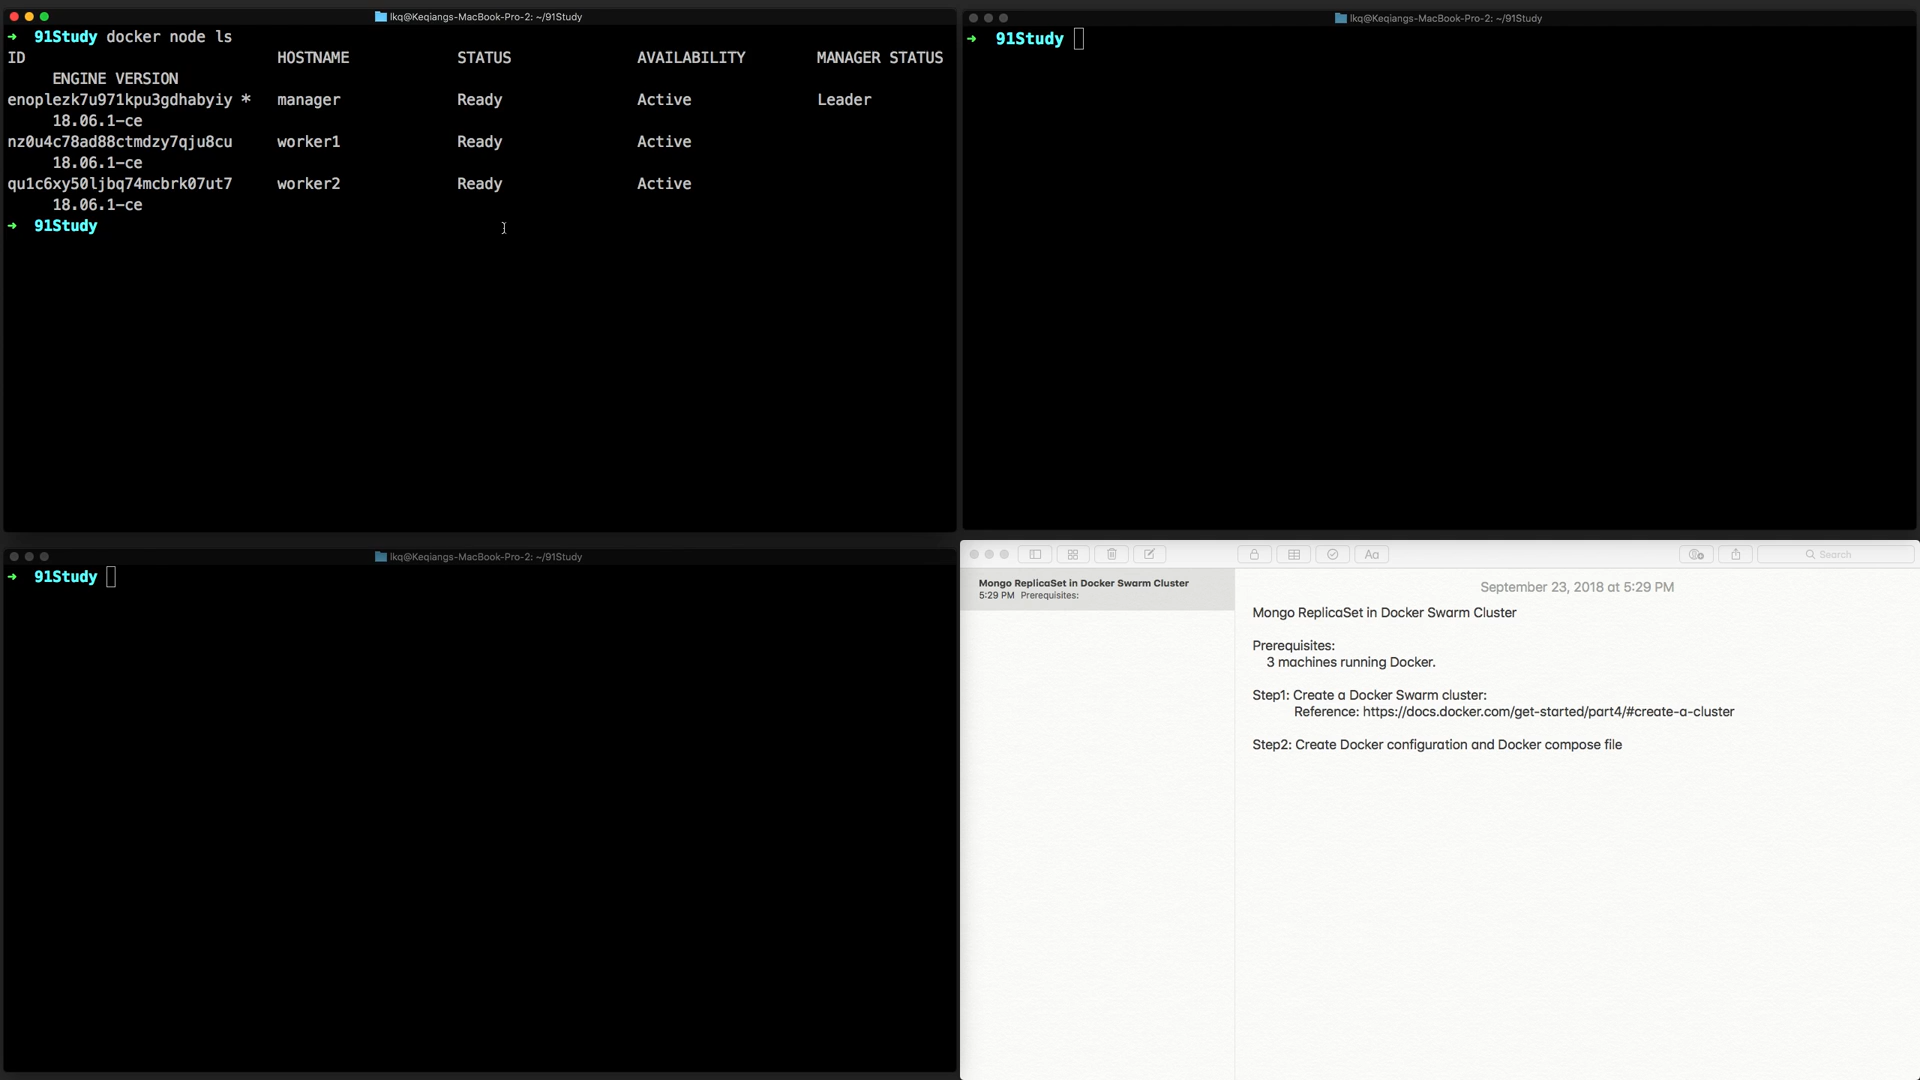 lkq@Keqiangs-MacBook-Pro-2: ~/91Study
➜ 91Study docker node ls
ID HOSTNAME STATUS AVAILABILITY MANAGER STATUS
ENGINE VERSION
enoplezk7u971kpu3gdhabyiy * manager Ready Active Leader
18.06.1-ce
nz0u4c78ad88ctmdzy7qju8cu worker1 Ready Active
18.06.1-ce
qu1c6xy50ljbq74mcbrk07ut7 worker2 Ready Active
18.06.1-ce
➜ 91Study
lkq@Keqiangs-MacBook-Pro-2: ~/91Study
➜ 91Study
lkq@Keqiangs-MacBook-Pro-2: ~/91Study
➜ 91Study
Aa
Search
Mongo ReplicaSet in Docker Swarm Cluster
5:29 PM Prerequisites:
September 23, 2018 at 5:29 PM
Mongo ReplicaSet in Docker Swarm Cluster
Prerequisites:
3 machines running Docker.
Step1: Create a Docker Swarm cluster:
Reference: https://docs.docker.com/get-started/part4/#create-a-cluster
Step2: Create Docker configuration and Docker compose file